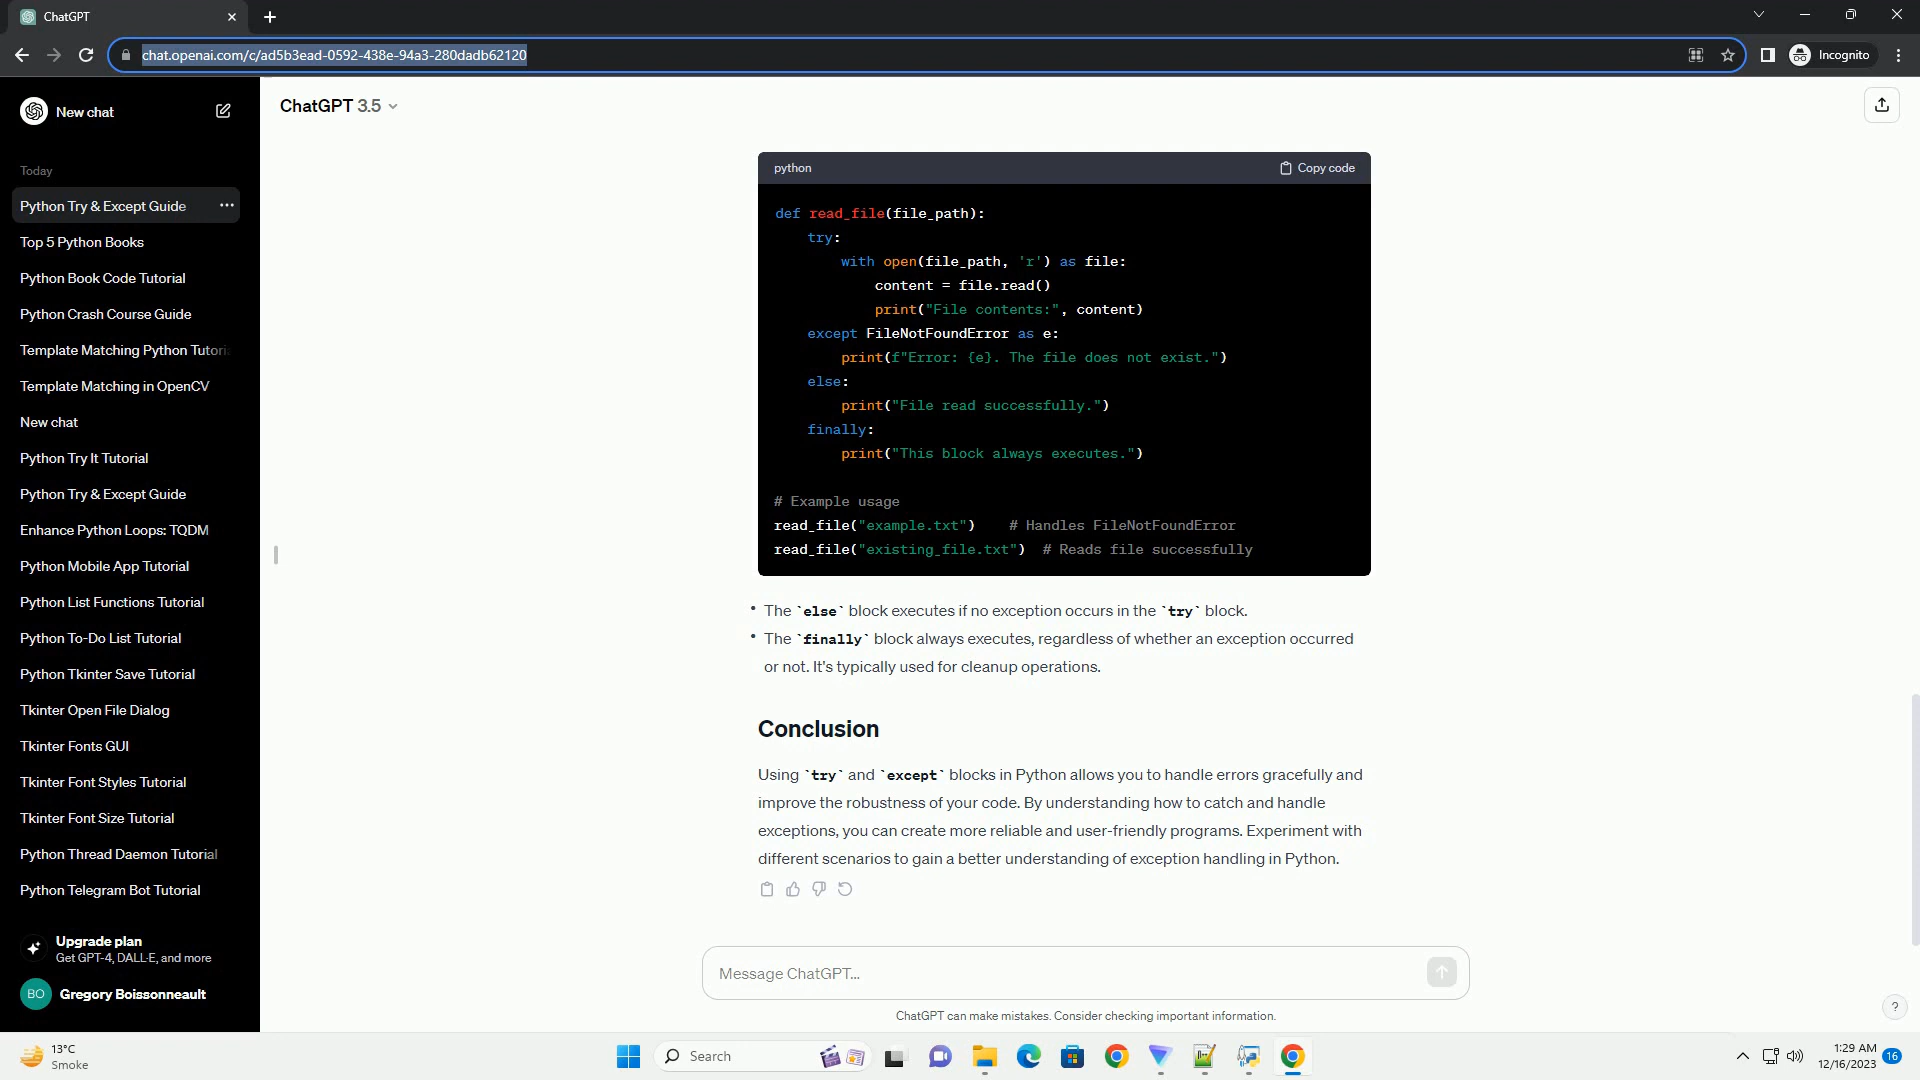 ChatGPT
chat.openai.com/c/ad5b3ead-0592-438e-94a3-280dadb62120
Incognito
New chat
ChatGPT 3.5
Today
Python Try & Except Guide
Top 5 Python Books
Python Book Code Tutorial
Python Crash Course Guide
Template Matching Python Tutori
Template Matching in OpenCV
New chat
Python Try It Tutorial
Python Try & Except Guide
Enhance Python Loops: TQDM
Python Mobile App Tutorial
Python List Functions Tutorial
Python To-Do List Tutorial
Python Tkinter Save Tutorial
Tkinter Open File Dialog
Tkinter Fonts GUI
Tkinter Font Styles Tutorial
Tkinter Font Size Tutorial
Python Thread Daemon Tutorial
Python Telegram Bot Tutorial
Upgrade plan
Get GPT-4, DALL·E, and more
BO Gregory Boissonneault
python Copy code
def read_file(file_path):
    try:
        with open(file_path, 'r') as file:
            content = file.read()
            print("File contents:", content)
    except FileNotFoundError as e:
        print(f"Error: {e}. The file does not exist.")
    else:
        print("File read successfully.")
    finally:
        print("This block always executes.")
# Example usage
read_file("example.txt")    # Handles FileNotFoundError
read_file("existing_file.txt")  # Reads file successfully
• The `else` block executes if no exception occurs in the `try` block.
• The `finally` block always executes, regardless of whether an exception occurred
or not. It's typically used for cleanup operations.
Conclusion
Using `try` and `except` blocks in Python allows you to handle errors gracefully and
improve the robustness of your code. By understanding how to catch and handle
exceptions, you can create more reliable and user-friendly programs. Experiment with
different scenarios to gain a better understanding of exception handling in Python.
Message ChatGPT...
ChatGPT can make mistakes. Consider checking important information.
?
13°C
Smoke
Search
1:29 AM
12/16/2023
16